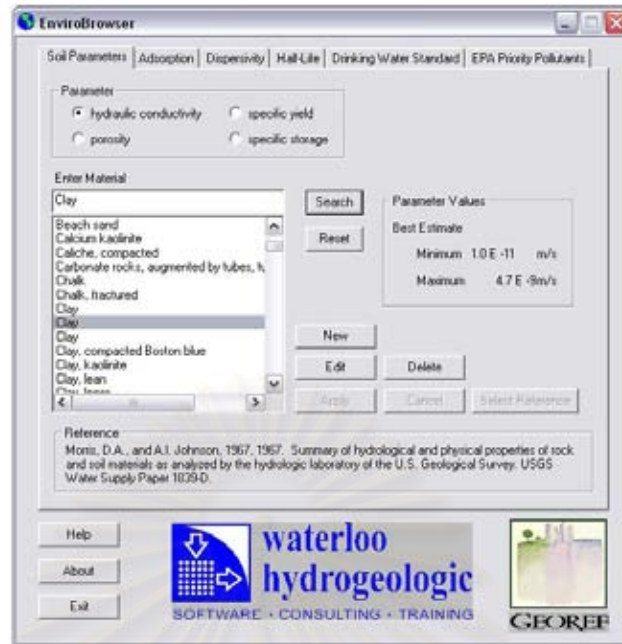 EnviroBrowser
Soil Parameters Adsorption Dispersivity Half-Life Drinking Water Standard EPA Priority Pollutants
Parameter
hydraulic conductivity specific yield
porosity specific storage
Enter Material
Clay
Search
Reset
Beach sand
Calcium kaolinite
Caliche, compacted
Carbonate rocks, augmented by tubes,
Chalk
Chalk, fractured
Clay
Clay
Clay
Clay, compacted Boston blue
Clay, kaolinite
Clay, lean
Parameter Values
Best Estimate
Minimum 1.0 E -11 m/s
Maximum 4.7 E -9m/s
New
Edit Delete
Apply Cancel Select Reference
Reference
Morris, D.A., and A.I. Johnson, 1967, 1967. Summary of hydrological and physical properties of rock
and soil materials as analyzed by the hydrologic laboratory of the U.S. Geological Survey. USGS
Water Supply Paper 1839-D.
Help
About
Exit
waterloo
hydrogeologic
SOFTWARE · CONSULTING · TRAINING
GEOREF